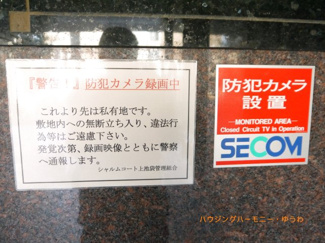 『警告！』防犯カメラ録画中
これより先は私有地です。
敷地内への無断立ち入り、違法行
為等はご遠慮下さい。
発覚次第、録画映像とともに警察
へ通報します。
シャルムコート上池袋管理組合
防犯カメラ
設置
―MONITORED AREA―
Closed Circuit TV in Operation
SECOM
ハウジングハーモニー・ゆうわ